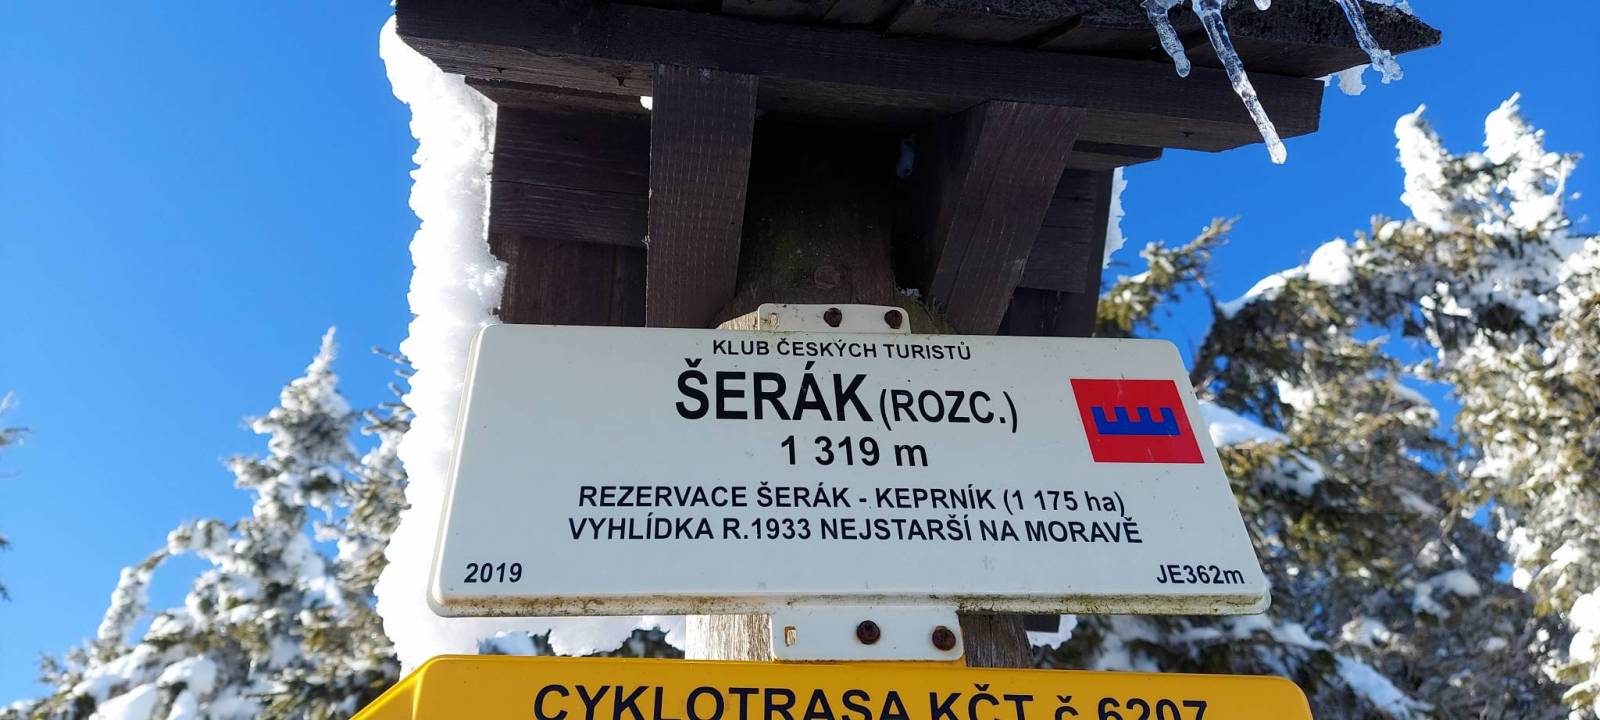 KLUB ČESKÝCH TURISTŮ
ŠERÁK (ROZC.)
1 319 m
REZERVACE ŠERÁK - KEPRNÍK (1 175 ha)
VYHLÍDKA R.1933 NEJSTARŠÍ NA MORAVĚ
2019 JE362m
CYKLOTRASA KČT č 6207